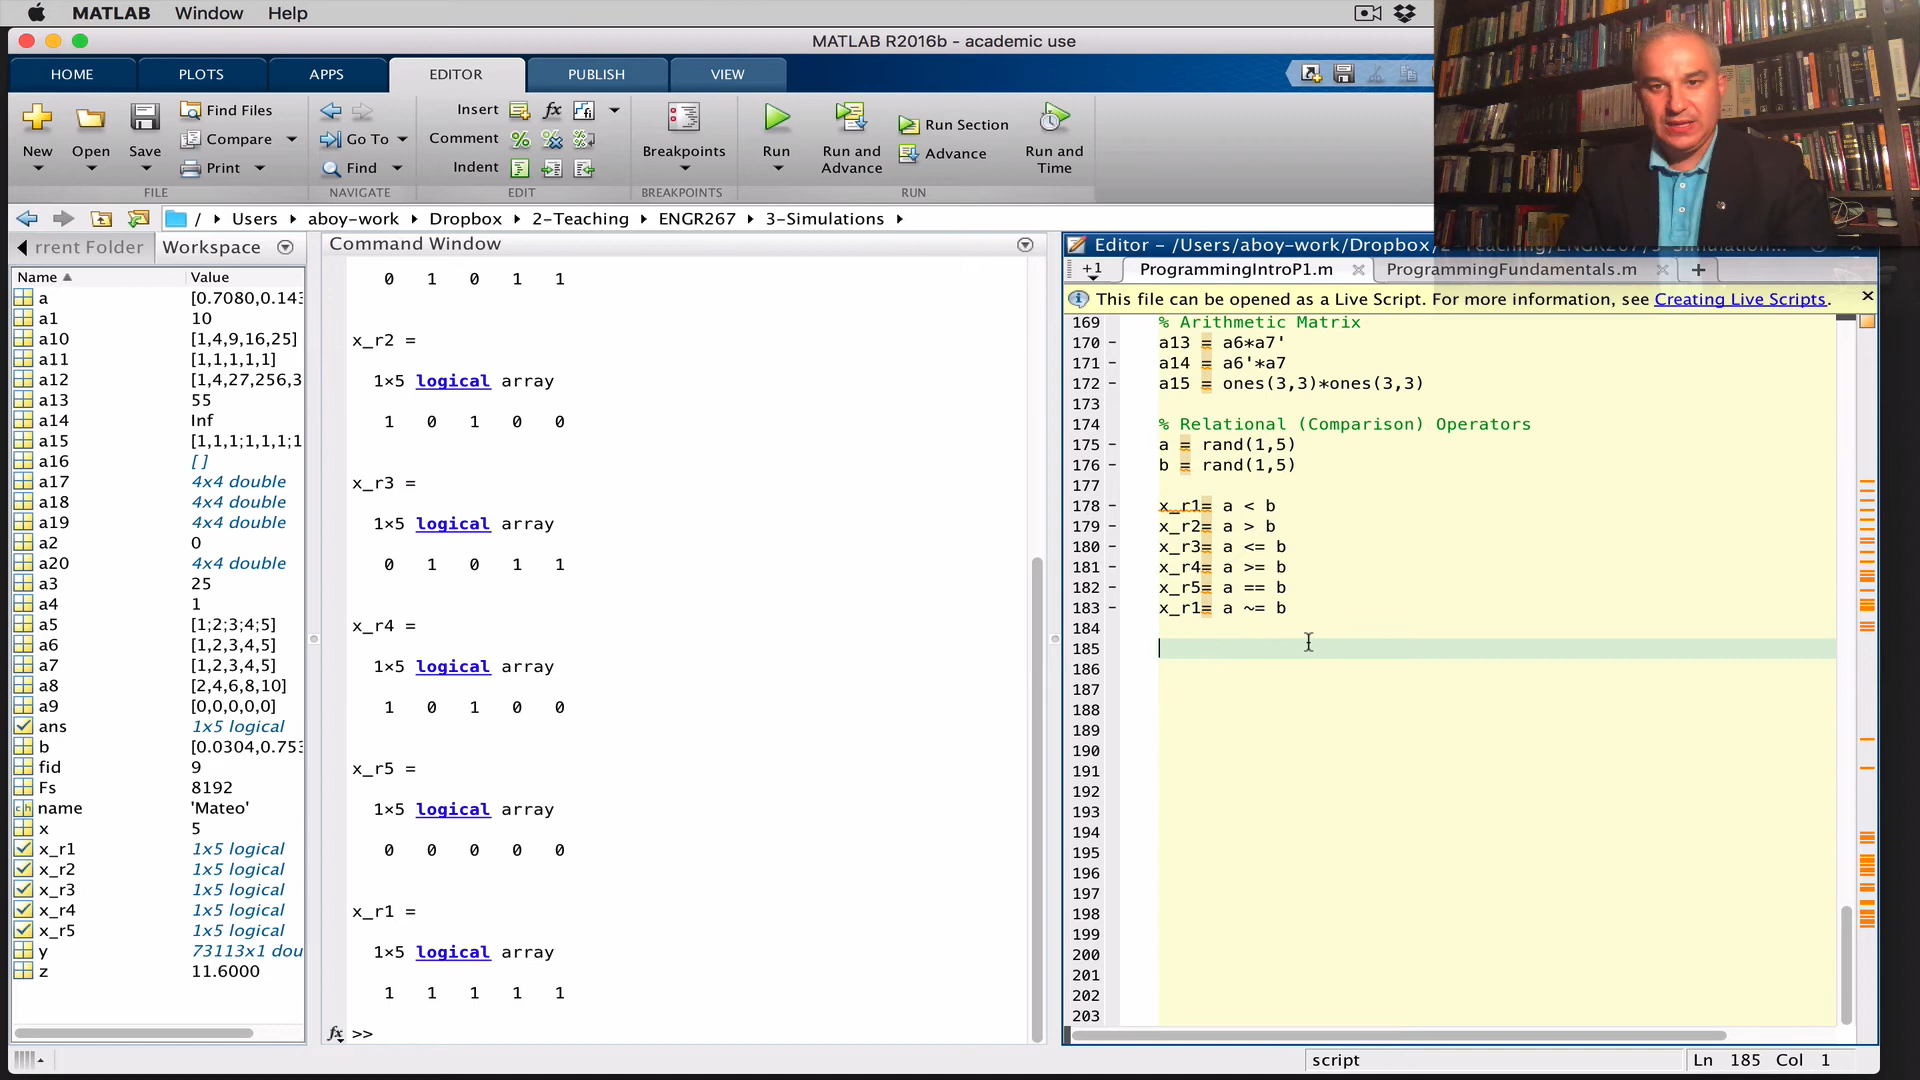 MATLAB Window Help
MATLAB R2016b - academic use
HOME PLOTS APPS EDITOR PUBLISH VIEW
New
Open
Save
Find Files
Compare
Print
FILE
Go To
Find
NAVIGATE
Insert
Comment
Indent
EDIT
Breakpoints
BREAKPOINTS
Run
Run and
Advance
Run Section
Advance
Run and
Time
RUN
/ Users aboy-work Dropbox 2-Teaching ENGR267 3-Simulations
rrent Folder Workspace
Name Value
a [0.7080,0.143
a1 10
a10 [1,4,9,16,25]
a11 [1,1,1,1,1]
a12 [1,4,27,256,3
a13 55
a14 Inf
a15 [1,1,1;1,1,1;1
a16 []
a17 4x4 double
a18 4x4 double
a19 4x4 double
a2 0
a20 4x4 double
a3 25
a4 1
a5 [1;2;3;4;5]
a6 [1,2,3,4,5]
a7 [1,2,3,4,5]
a8 [2,4,6,8,10]
a9 [0,0,0,0,0]
ans 1x5 logical
b [0.0304,0.753
fid 9
Fs 8192
name 'Mateo'
x 5
x_r1 1x5 logical
x_r2 1x5 logical
x_r3 1x5 logical
x_r4 1x5 logical
x_r5 1x5 logical
y 73113x1 dou
z 11.6000
Command Window
0 1 0 1 1
x_r2 =
1×5 logical array
1 0 1 0 0
x_r3 =
1×5 logical array
0 1 0 1 1
x_r4 =
1×5 logical array
1 0 1 0 0
x_r5 =
1×5 logical array
0 0 0 0 0
x_r1 =
1×5 logical array
1 1 1 1 1
fx >>
Editor - /Users/aboy-work/Dropbox/2-Teaching/ENGR267/3-Simulation...
+1 ProgrammingIntroP1.m ProgrammingFundamentals.m +
This file can be opened as a Live Script. For more information, see Creating Live Scripts.
169 % Arithmetic Matrix
170 - a13 = a6*a7'
171 - a14 = a6'*a7
172 - a15 = ones(3,3)*ones(3,3)
173
174 % Relational (Comparison) Operators
175 - a = rand(1,5)
176 - b = rand(1,5)
177
178 - x_r1= a < b
179 - x_r2= a > b
180 - x_r3= a <= b
181 - x_r4= a >= b
182 - x_r5= a == b
183 - x_r1= a ~= b
184
185
186
187
188
189
190
191
192
193
194
195
196
197
198
199
200
201
202
203
script
Ln 185 Col 1